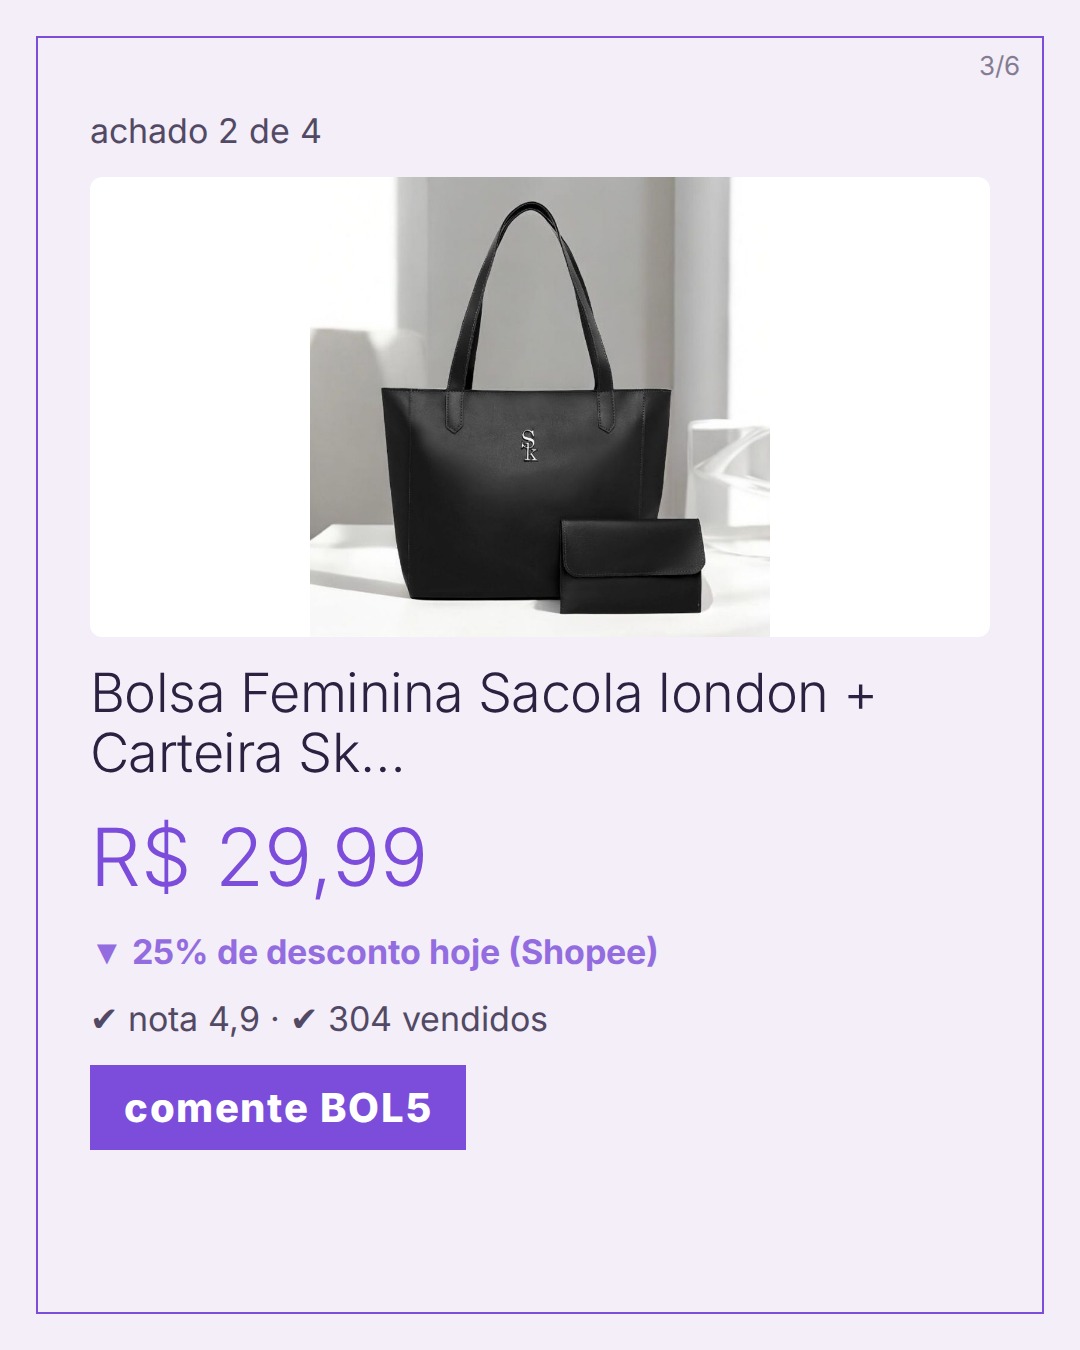 3/6
achado 2 de 4
S
k
Bolsa Feminina Sacola london +
Carteira Sk...
R$ 29,99
▼ 25% de desconto hoje (Shopee)
✔ nota 4,9 · ✔ 304 vendidos
comente BOL5